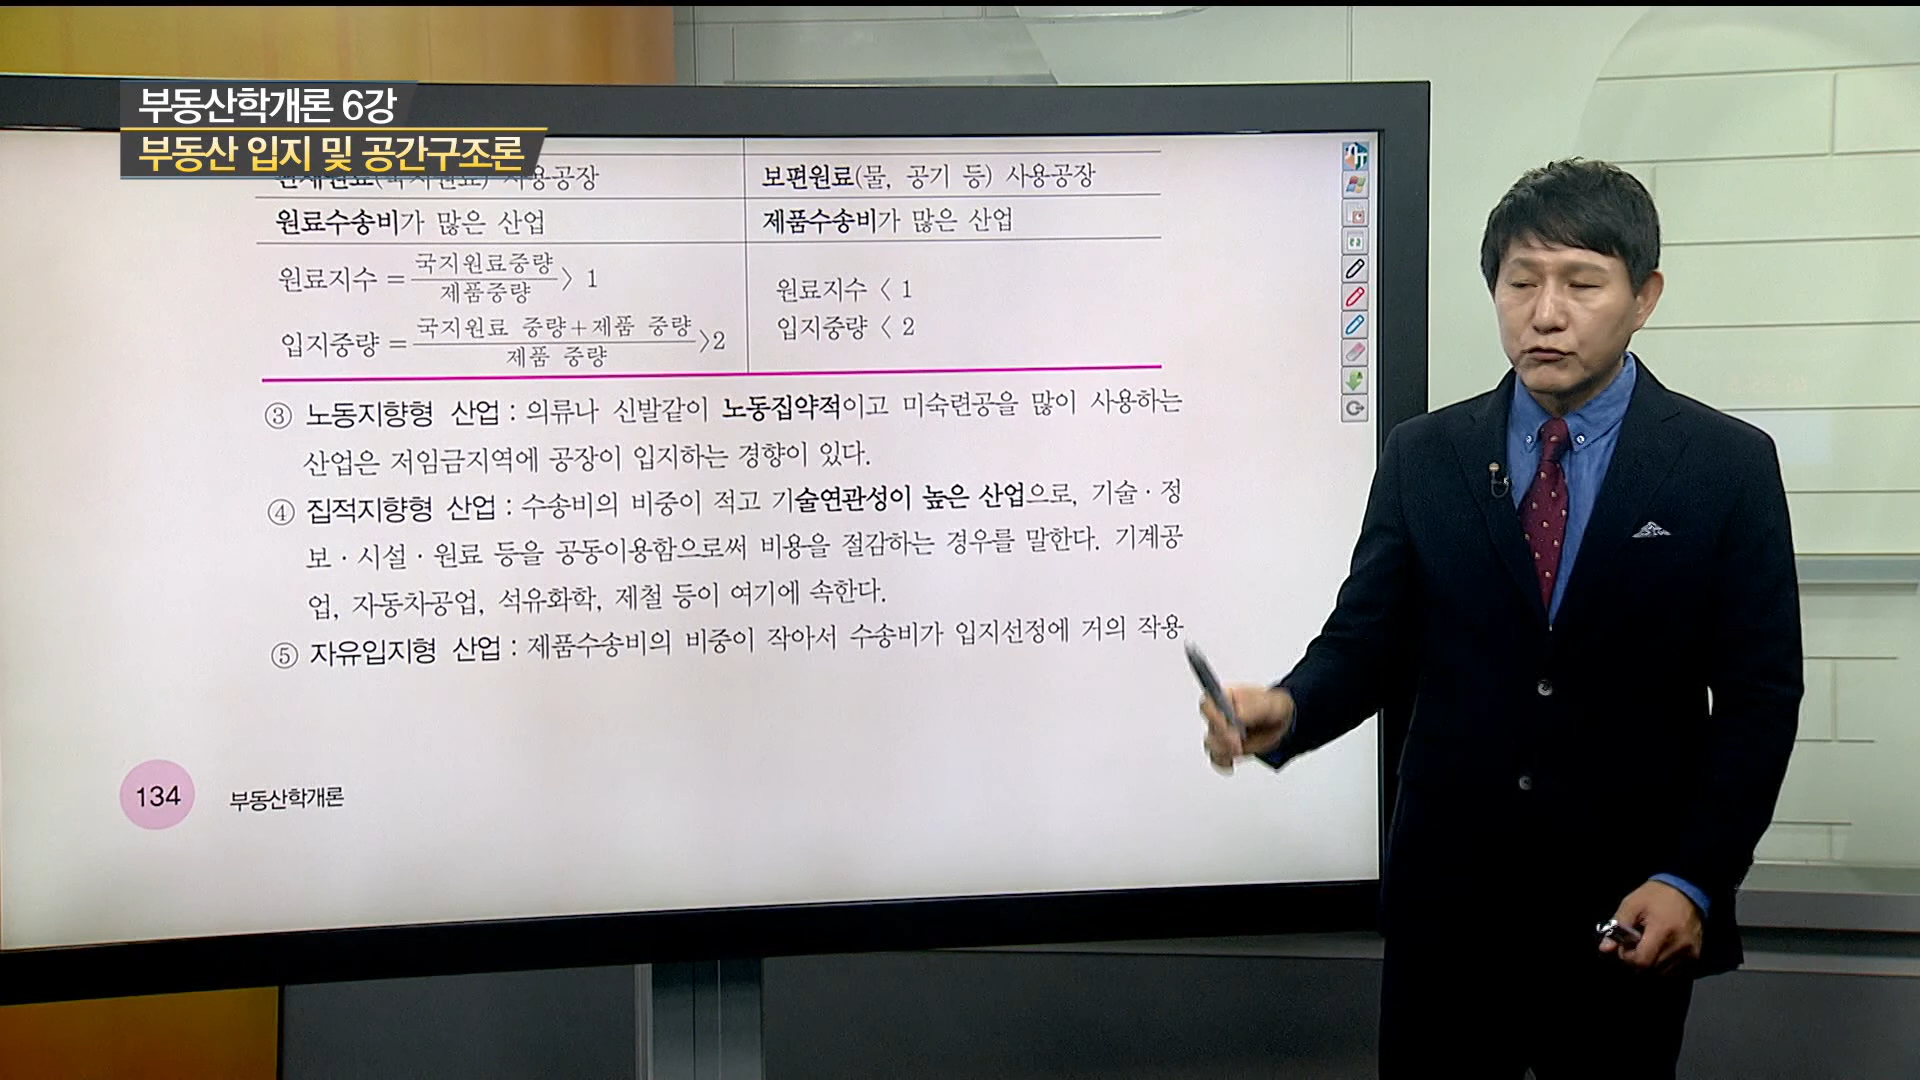 부동산학개론 6강
부동산 입지 및 공간구조론
사용공장
보편원료(물, 공기 등) 사용공장
원료수송비가 많은 산업
제품수송비가 많은 산업
원료지수 = 국지원료중량 / 제품중량 > 1
입지중량 = 국지원료 중량+제품 중량 / 제품 중량 >2
원료지수 < 1
입지중량 < 2
③ 노동지향형 산업 : 의류나 신발같이 노동집약적이고 미숙련공을 많이 사용하는
산업은 저임금지역에 공장이 입지하는 경향이 있다.
④ 집적지향형 산업 : 수송비의 비중이 적고 기술연관성이 높은 산업으로, 기술·정
보·시설·원료 등을 공동이용함으로써 비용을 절감하는 경우를 말한다. 기계공
업, 자동차공업, 석유화학, 제철 등이 여기에 속한다.
⑤ 자유입지형 산업 : 제품수송비의 비중이 작아서 수송비가 입지선정에 거의 작용
134 부동산학개론